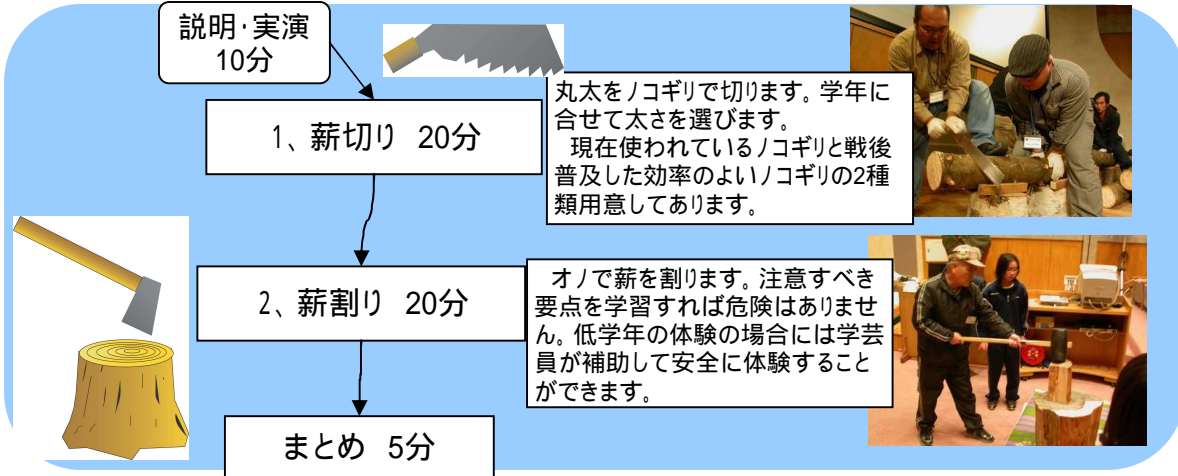 説明・実演
10分
1、薪切り 20分
丸太をノコギリで切ります。学年に
合せて太さを選びます。
現在使われているノコギリと戦後
普及した効率のよいノコギリの2種
類用意してあります。
2、薪割り 20分
オノで薪を割ります。注意すべき
要点を学習すれば危険はありませ
ん。低学年の体験の場合には学芸
員が補助して安全に体験すること
ができます。
まとめ 5分